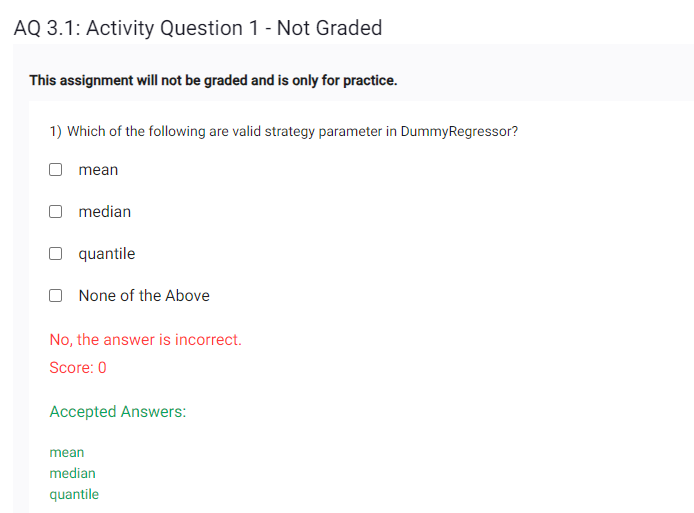 AQ 3.1: Activity Question 1 - Not Graded
This assignment will not be graded and is only for practice.
1) Which of the following are valid strategy parameter in DummyRegressor?
mean
median
quantile
None of the Above
No, the answer is incorrect.
Score: 0
Accepted Answers:
mean
median
quantile